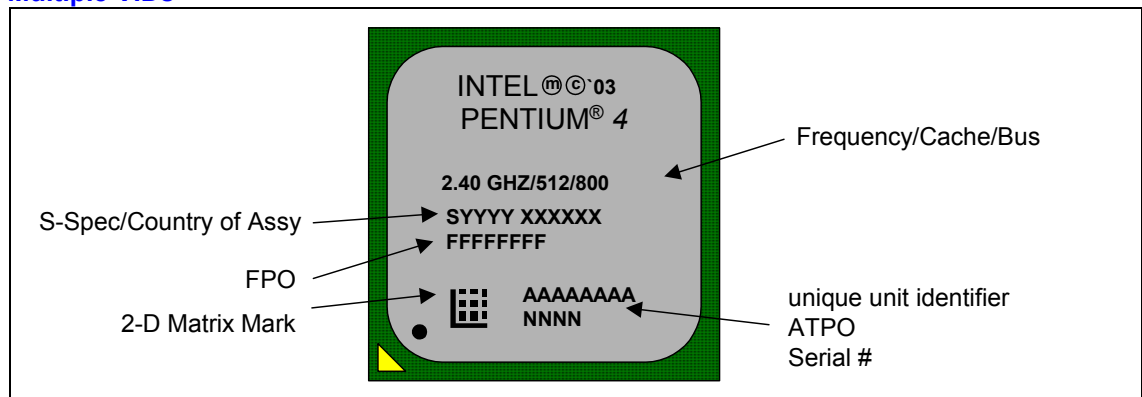 INTEL ⓜ ©`03
PENTIUM® 4
Frequency/Cache/Bus
2.40 GHZ/512/800
S-Spec/Country of Assy
SYYYY XXXXXX
FFFFFFFF
FPO
2-D Matrix Mark
AAAAAAAA
NNNN
unique unit identifier
ATPO
Serial #